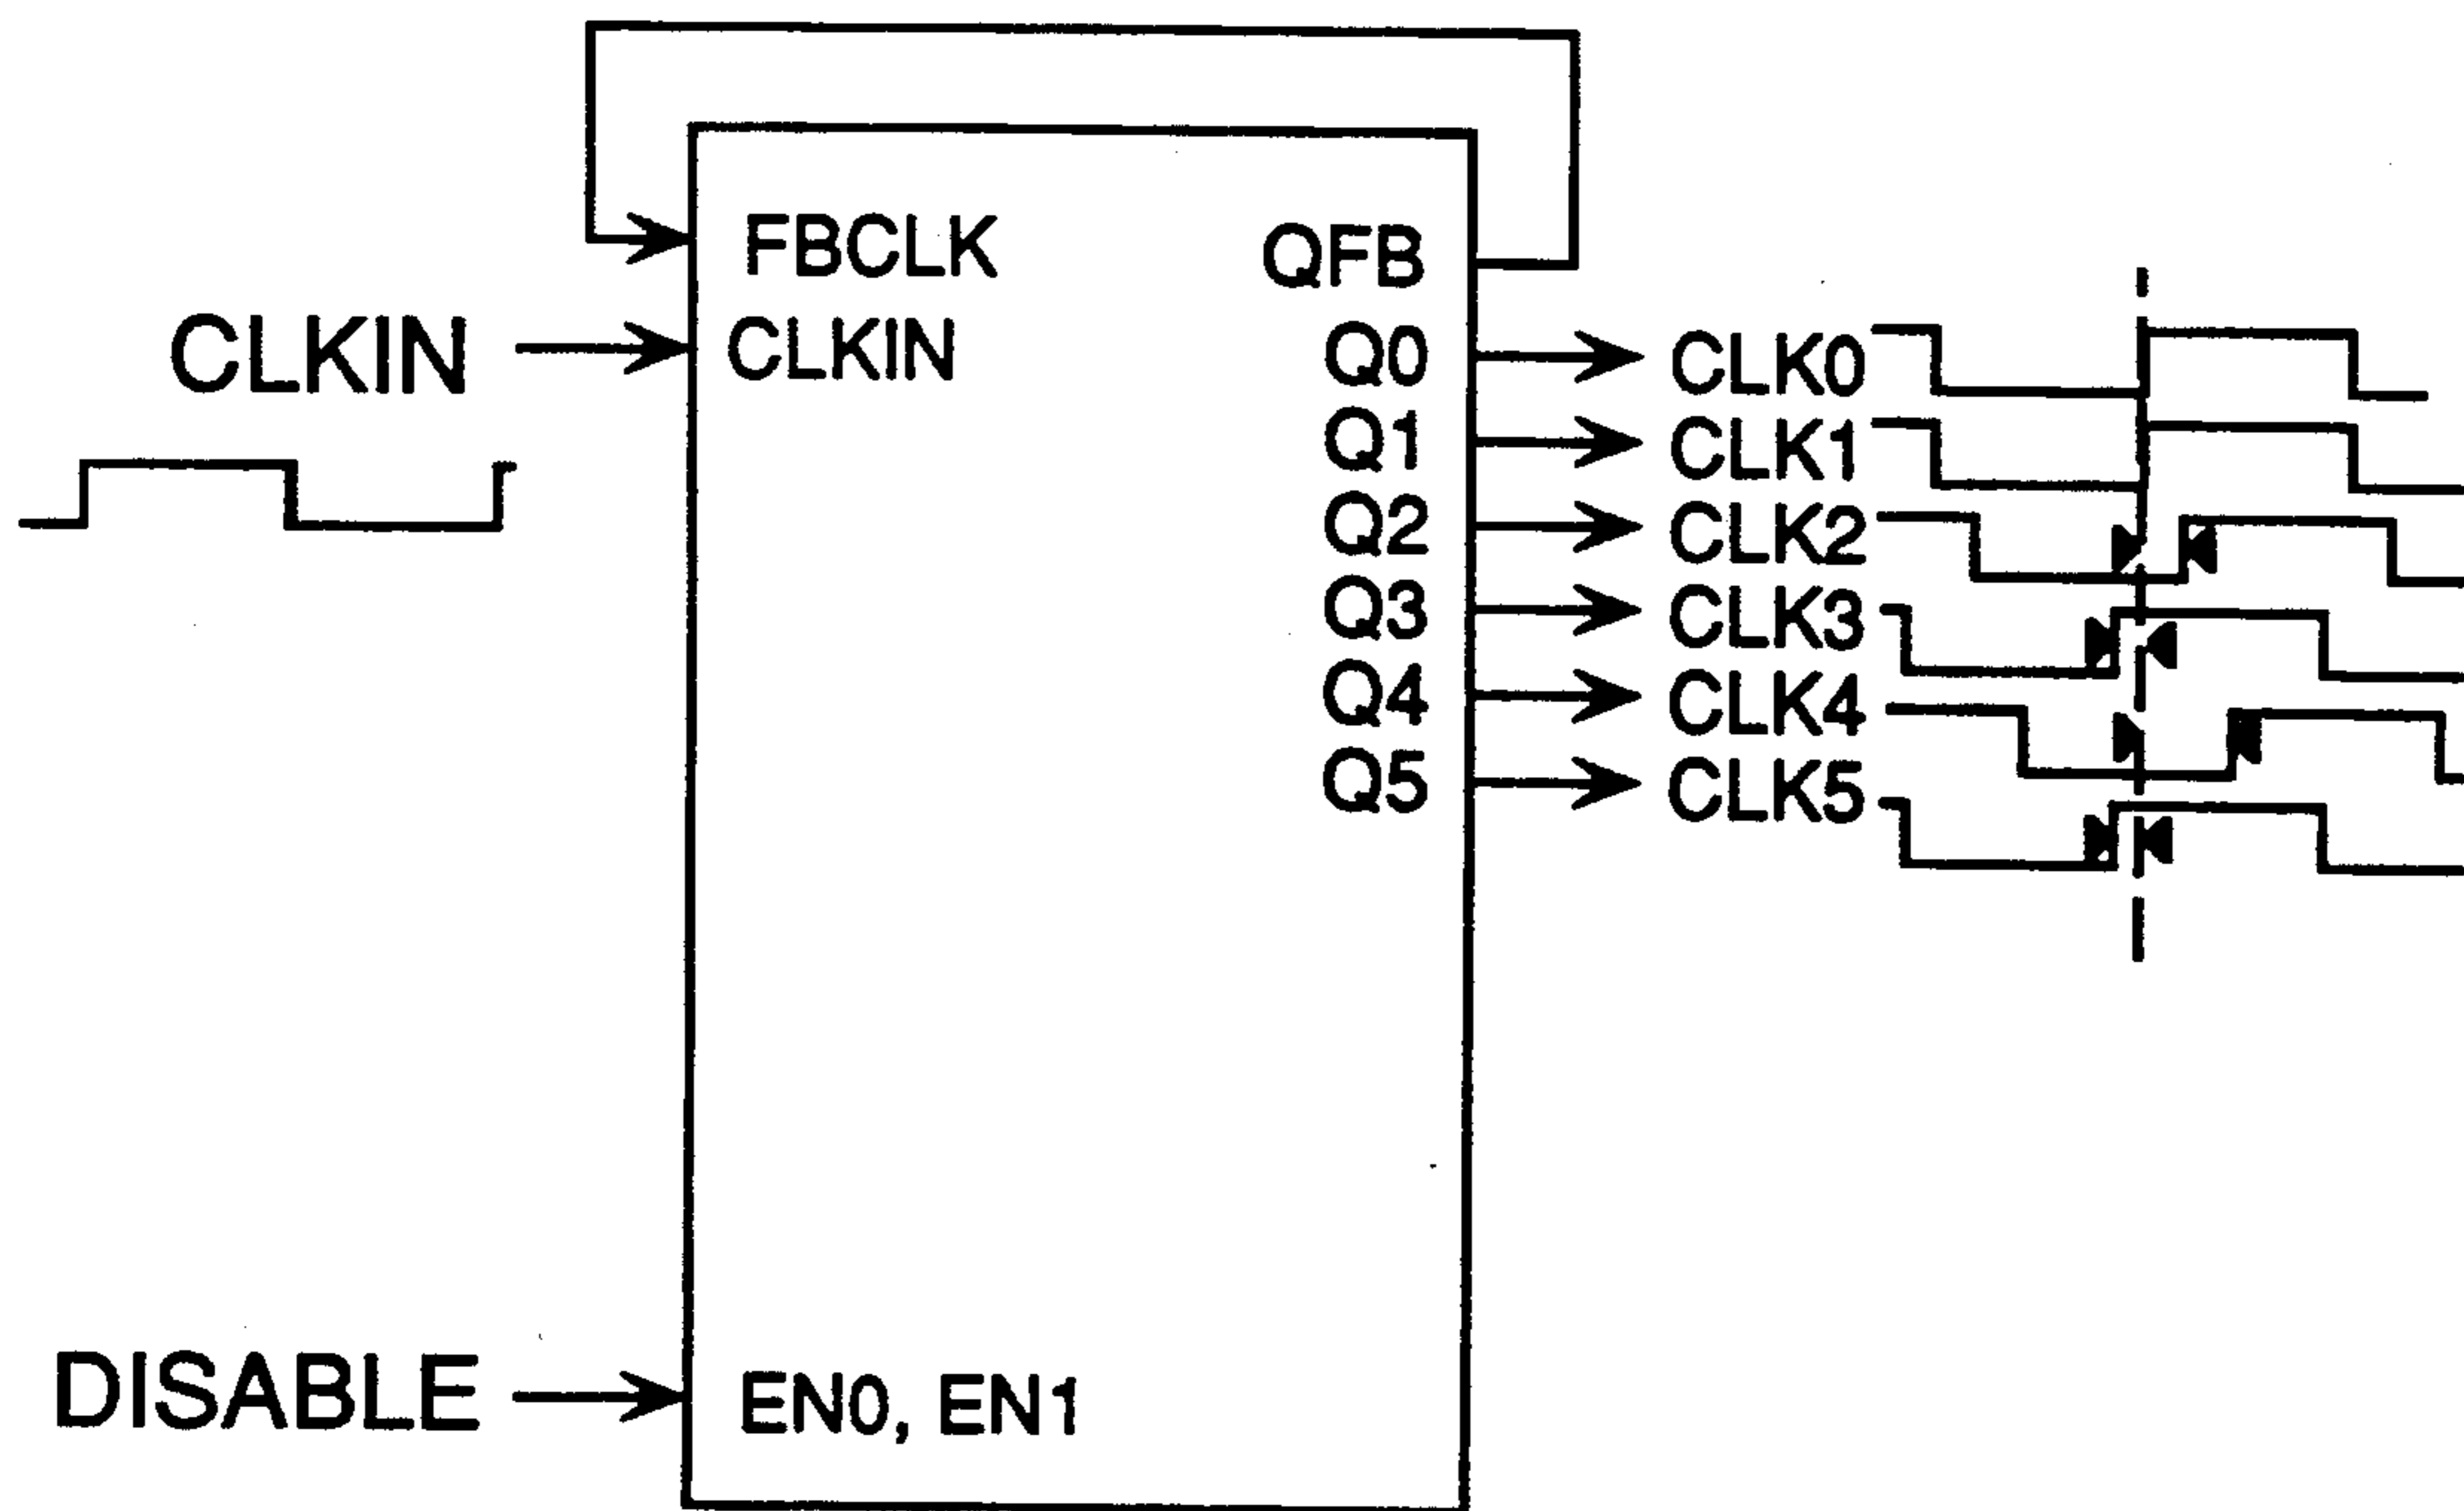 FBCLK QFB
CLKIN CLKIN Q0 CLK0
Q1 CLK1
Q2 CLK2
Q3 CLK3
Q4 CLK4
Q5 CLK5
DISABLE EN0, EN1